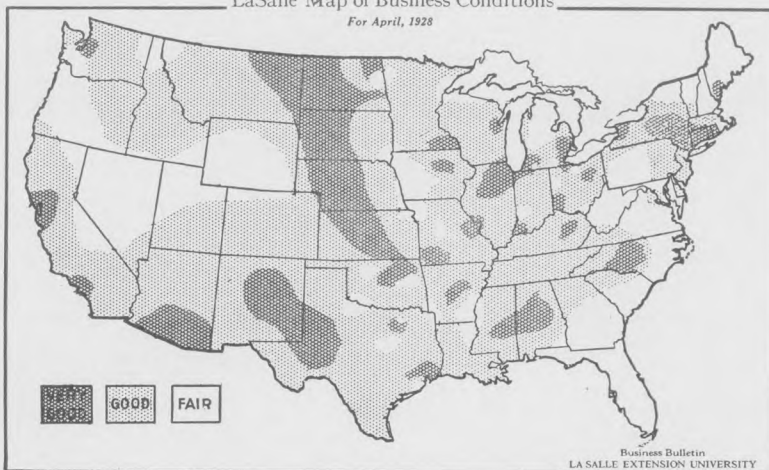 LaSalle Map of Business Conditions
For April, 1928
VERY
GOOD
GOOD
FAIR
Business Bulletin
LA SALLE EXTENSION UNIVERSITY